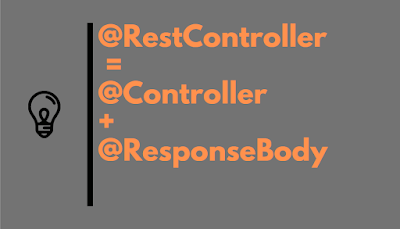 @RestController
=
@Controller
+
@ResponseBody